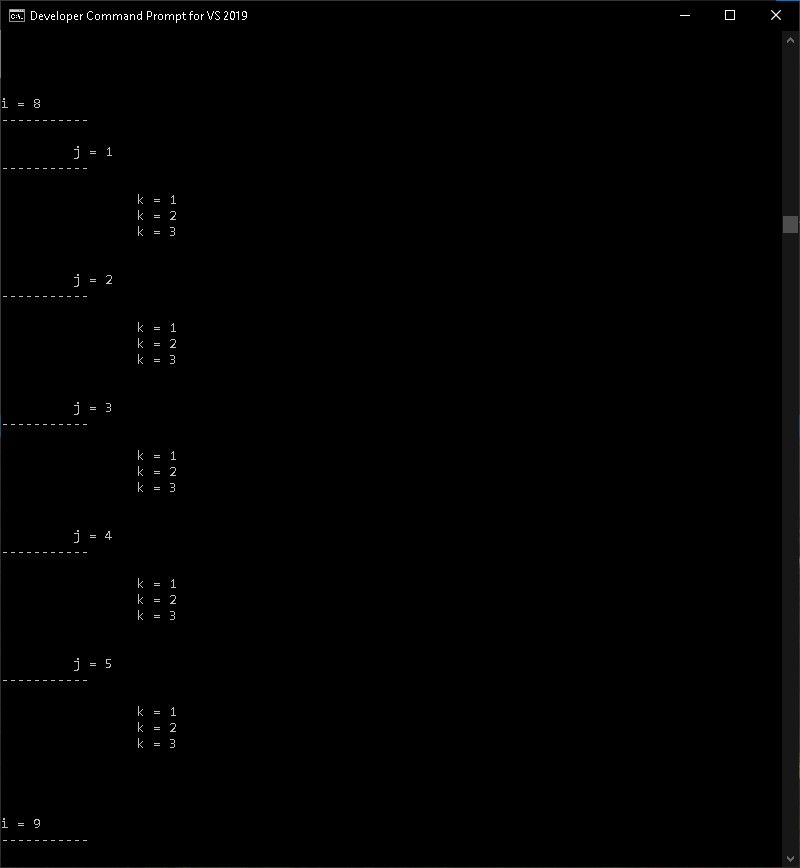 Developer Command Prompt for VS 2019
i = 8
-----------
j = 1
-----------
k = 1
k = 2
k = 3
j = 2
-----------
k = 1
k = 2
k = 3
j = 3
-----------
k = 1
k = 2
k = 3
j = 4
-----------
k = 1
k = 2
k = 3
j = 5
-----------
k = 1
k = 2
k = 3
i = 9
-----------